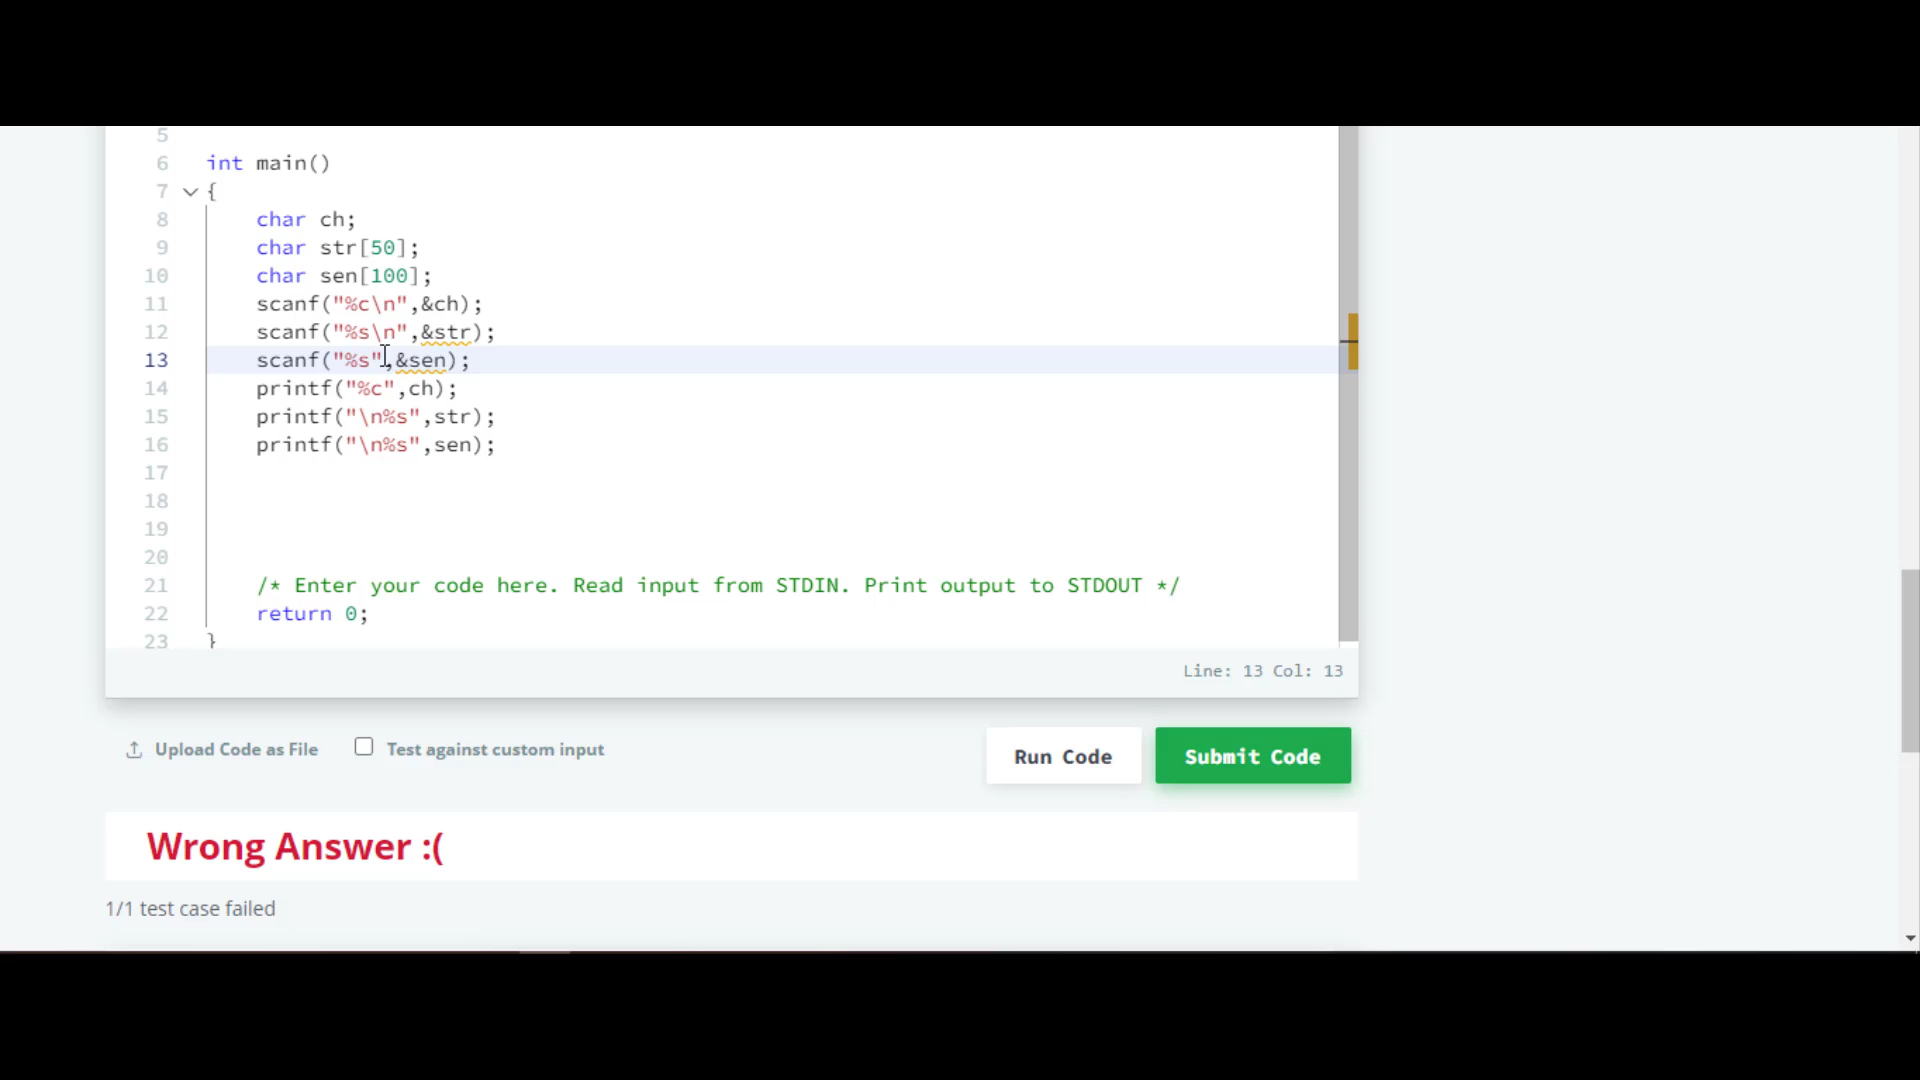 5
6 int main()
7 {
8 char ch;
9 char str[50];
10 char sen[100];
11 scanf("%c\n",&ch);
12 scanf("%s\n",&str);
13 scanf("%s",&sen);
14 printf("%c",ch);
15 printf("\n%s",str);
16 printf("\n%s",sen);
17
18
19
20
21 /* Enter your code here. Read input from STDIN. Print output to STDOUT */
22 return 0;
23 }
Line: 13 Col: 13
Upload Code as File Test against custom input Run Code Submit Code
Wrong Answer :(
1/1 test case failed